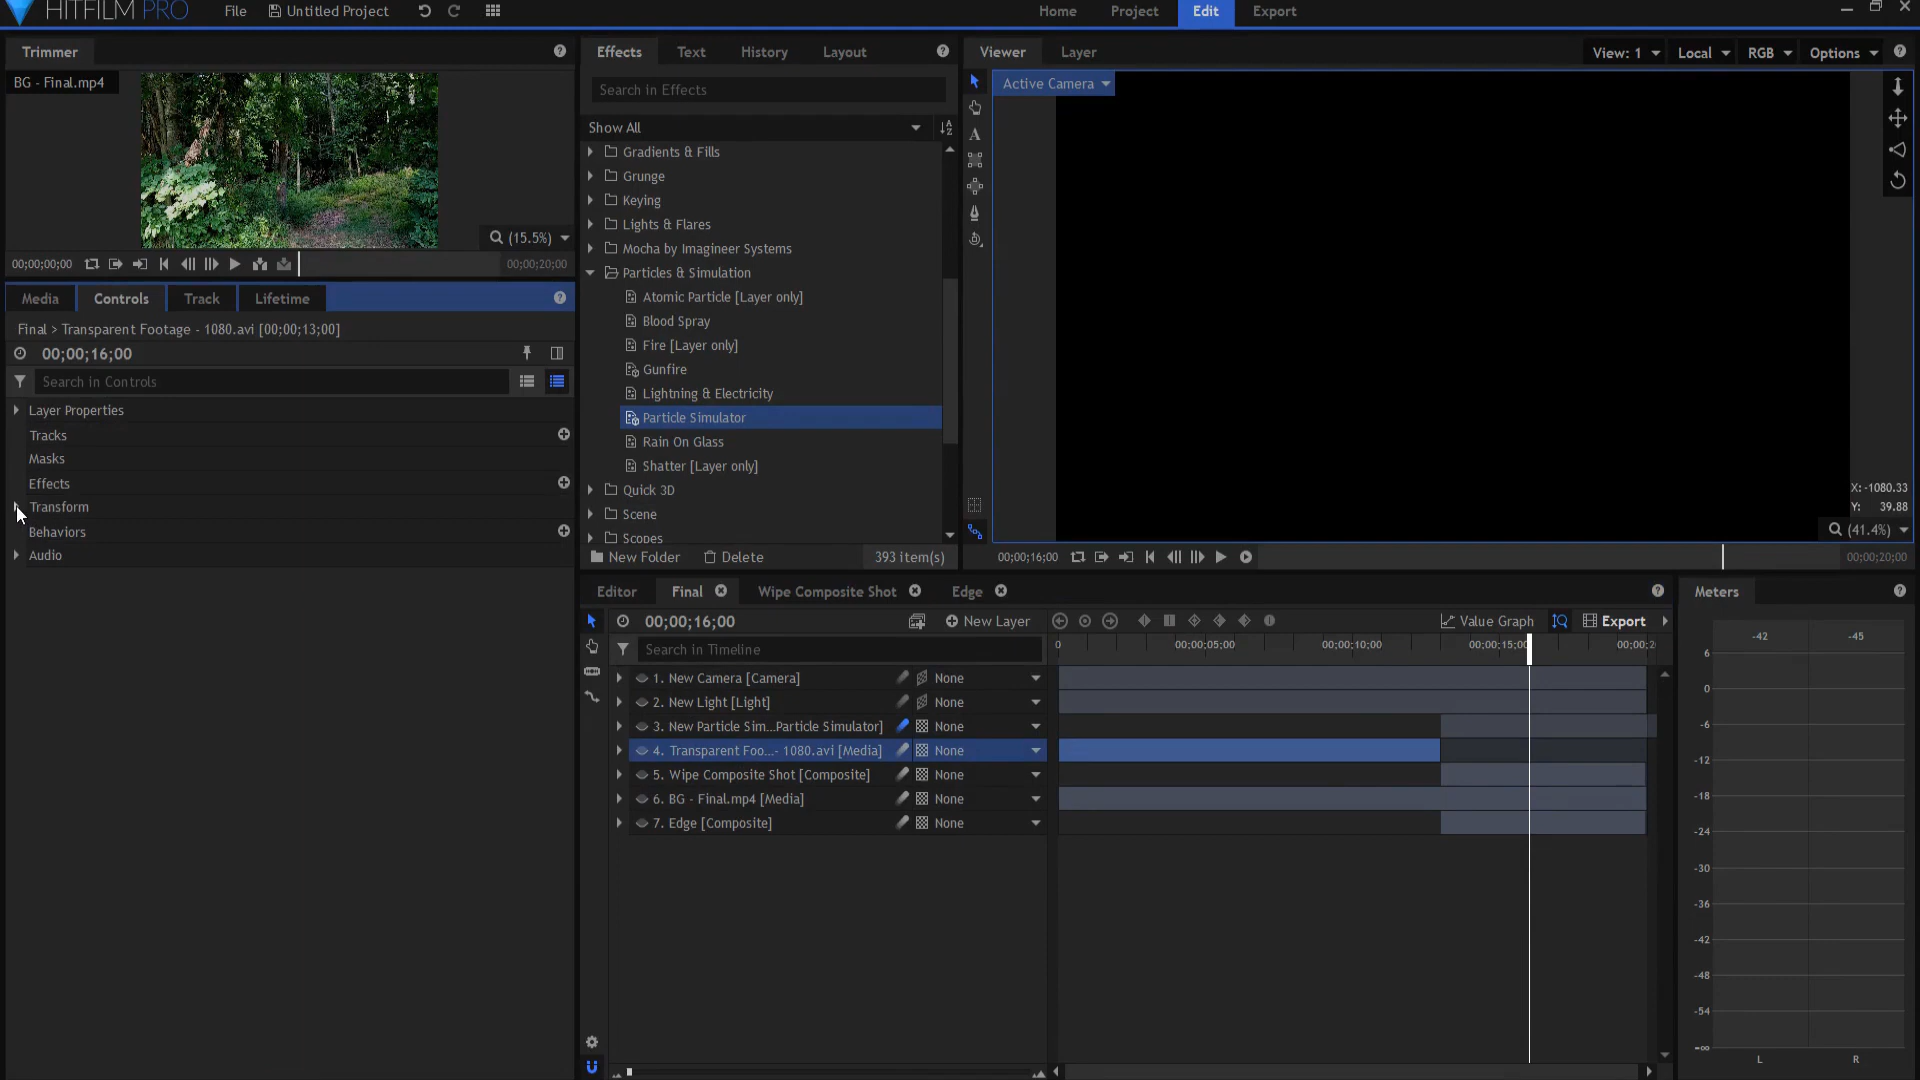 HITFILM PRO File Untitled Project Home Project Edit Export
Trimmer
BG - Final.mp4
(15.5%)
00;00;00;00 00;00;20;00
Media Controls Track Lifetime
Final > Transparent Footage - 1080.avi [00;00;13;00]
00;00;16;00
Search in Controls
Layer Properties
Tracks
Masks
Effects
Transform
Behaviors
Audio
Effects Text History Layout
Search in Effects
Show All
Gradients & Fills
Grunge
Keying
Lights & Flares
Mocha by Imagineer Systems
Particles & Simulation
Atomic Particle [Layer only]
Blood Spray
Fire [Layer only]
Gunfire
Lightning & Electricity
Particle Simulator
Rain On Glass
Shatter [Layer only]
Quick 3D
Scene
Scopes
New Folder Delete 393 item(s)
Viewer Layer View: 1 Local RGB Options
Active Camera
X: -1080.33
Y: 39.88
(41.4%)
00;00;16;00 00;00;20;00
Editor Final Wipe Composite Shot Edge
00;00;16;00 New Layer Value Graph Export
Search in Timeline
0 00;00;05;00 00;00;10;00 00;00;15;00
1. New Camera [Camera] None
2. New Light [Light] None
3. New Particle Sim...Particle Simulator] None
4. Transparent Foo...- 1080.avi [Media] None
5. Wipe Composite Shot [Composite] None
6. BG - Final.mp4 [Media] None
7. Edge [Composite] None
Meters
-42 -45
6
0
-6
-12
-18
-24
-30
-36
-42
-48
-54
-∞
L R